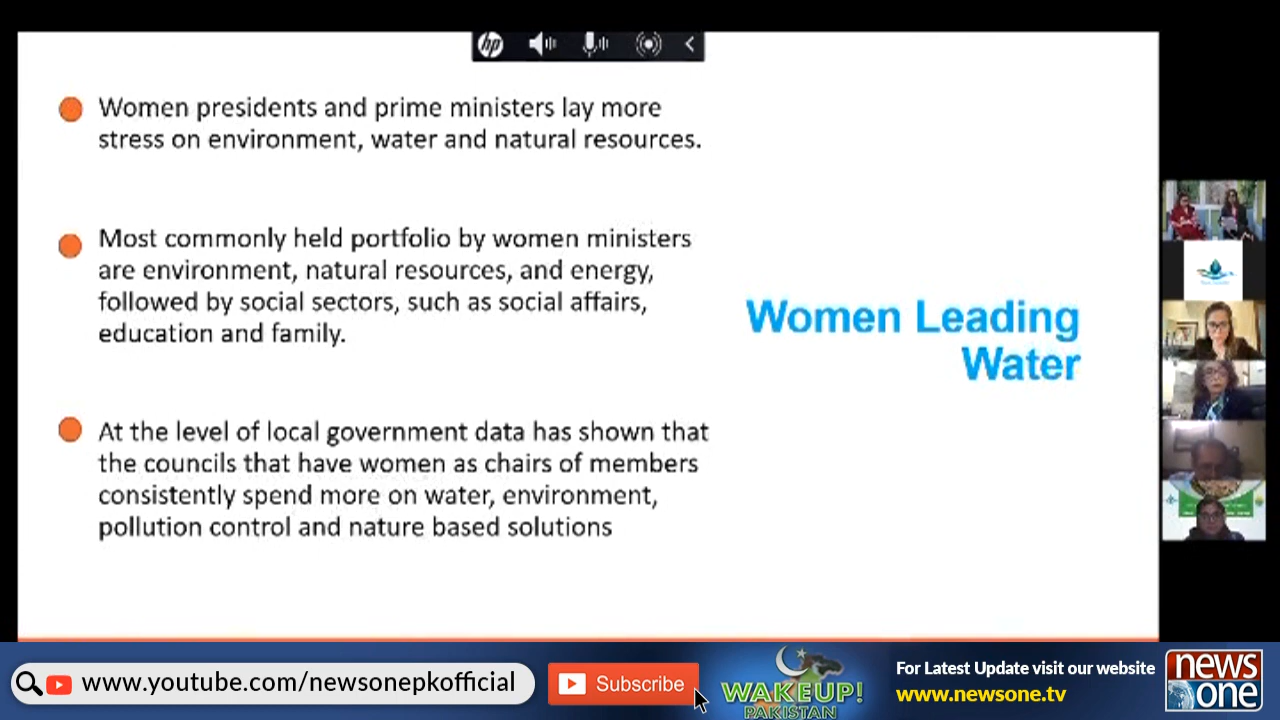 hp
Women presidents and prime ministers lay more
stress on environment, water and natural resources.
Most commonly held portfolio by women ministers
are environment, natural resources, and energy,
followed by social sectors, such as social affairs,
education and family.
Women Leading
Water
At the level of local government data has shown that
the councils that have women as chairs of members
consistently spend more on water, environment,
pollution control and nature based solutions
www.youtube.com/newsonepkofficial
Subscribe
WAKEUP!
PAKISTAN
For Latest Update visit our website
www.newsone.tv
news
one